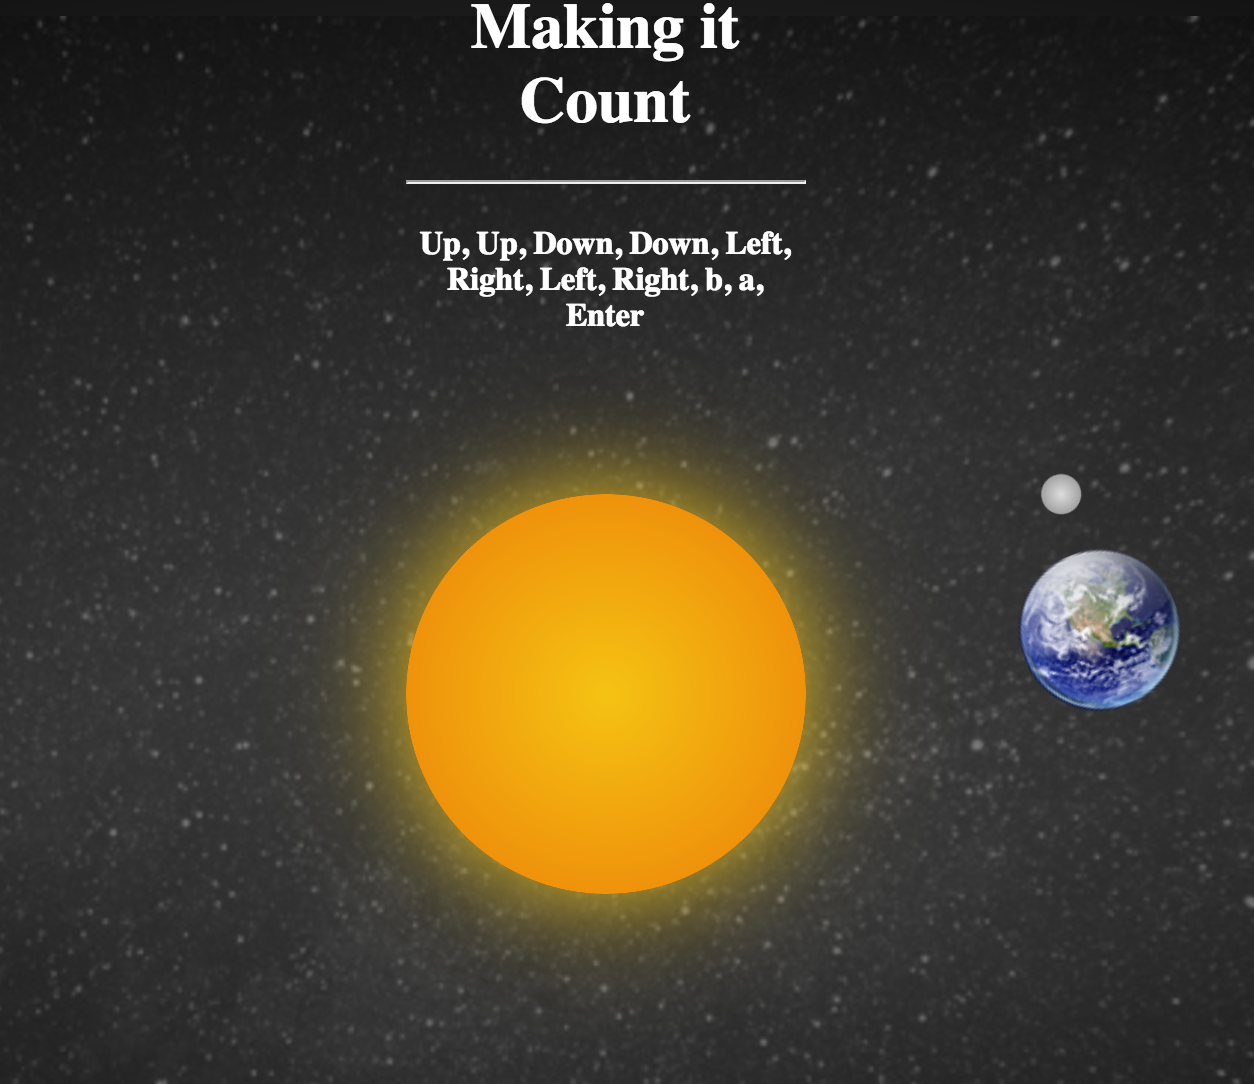 Making it
Count
Up, Up, Down, Down, Left,
Right, Left, Right, b, a,
Enter